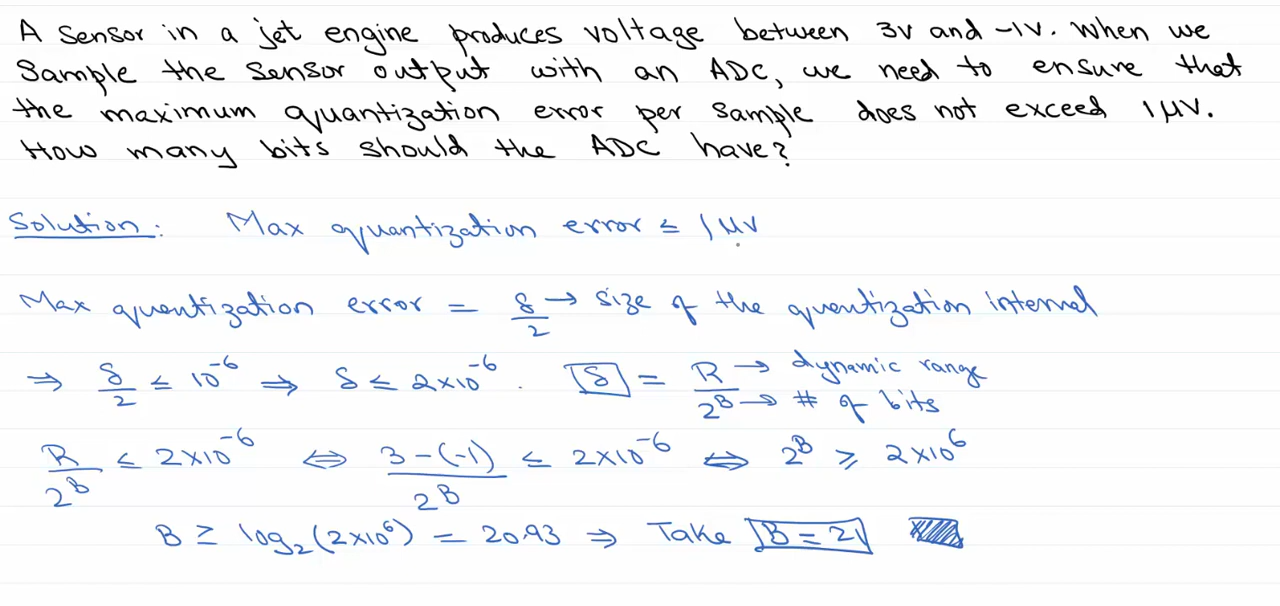 A sensor in a jet engine produces voltage between 3V and -1V. When we
sample the sensor output with an ADC, we need to ensure that
the maximum quantization error per sample does not exceed 1 μV.
How many bits should the ADC have?
Solution: Max quantization error ≤ 1 μV
Max quantization error = δ/2 → size of the quantization interval
⇒ δ/2 ≤ 10^-6 ⇒ δ ≤ 2×10^-6. δ = R/2^B R → dynamic range B → # of bits
R/2^B ≤ 2×10^-6 ⇔ (3-(-1))/2^B ≤ 2×10^-6 ⇔ 2^B ≥ 2×10^6
B ≥ log₂(2×10^6) = 20.93 ⇒ Take B = 21